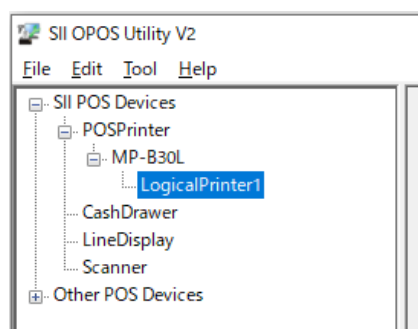 SII OPOS Utility V2
File Edit Tool Help
SII POS Devices
POSPrinter
MP-B30L
LogicalPrinter1
CashDrawer
LineDisplay
Scanner
Other POS Devices